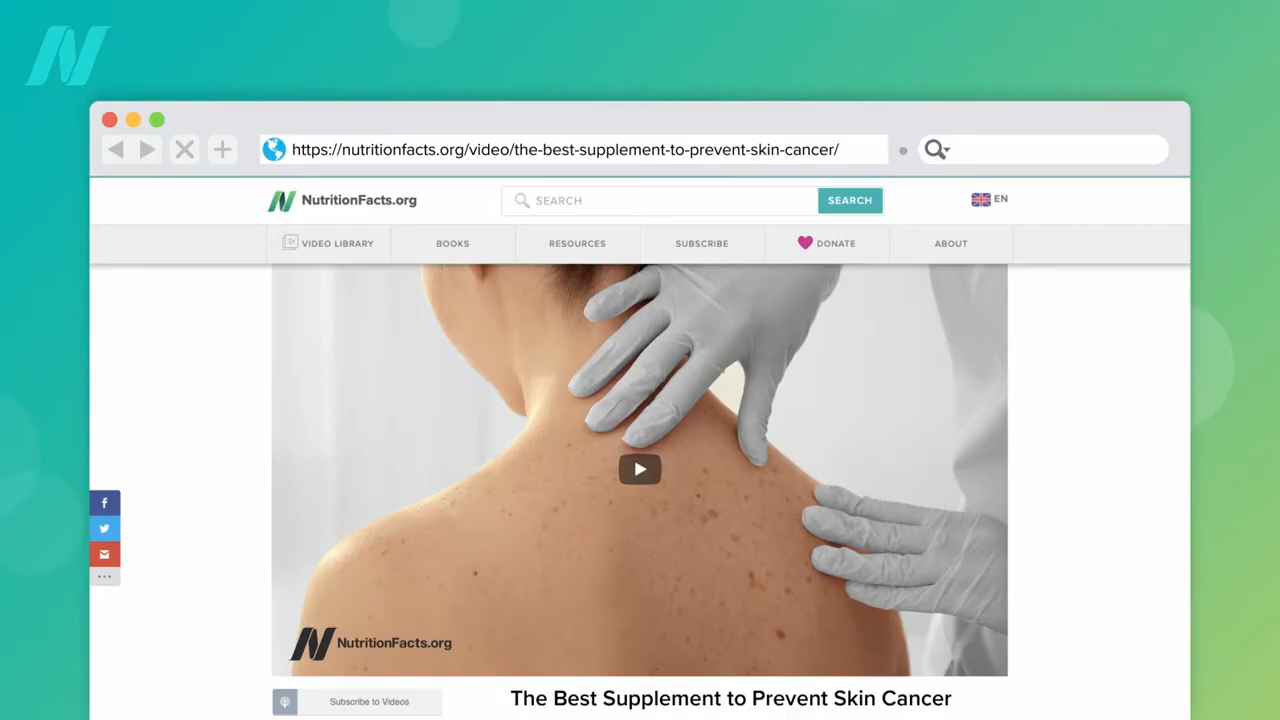 https://nutritionfacts.org/video/the-best-supplement-to-prevent-skin-cancer/
NutritionFacts.org
SEARCH
SEARCH
EN
VIDEO LIBRARY
BOOKS
RESOURCES
SUBSCRIBE
DONATE
ABOUT
NutritionFacts.org
Subscribe to Videos
The Best Supplement to Prevent Skin Cancer